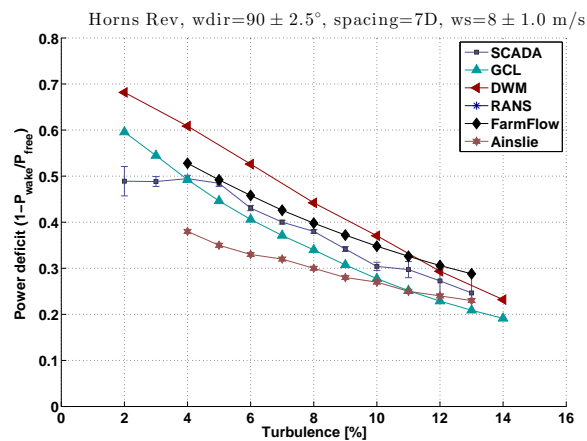 Horns Rev, wdir=90 ± 2.5°, spacing=7D, ws=8 ± 1.0 m/s
0.8
0.7
0.6
0.5
0.4
0.3
0.2
0.1
0
Power deficit (1−P_wake/P_free)
SCADA
GCL
DWM
RANS
FarmFlow
Ainslie
0 2 4 6 8 10 12 14 16
Turbulence [%]